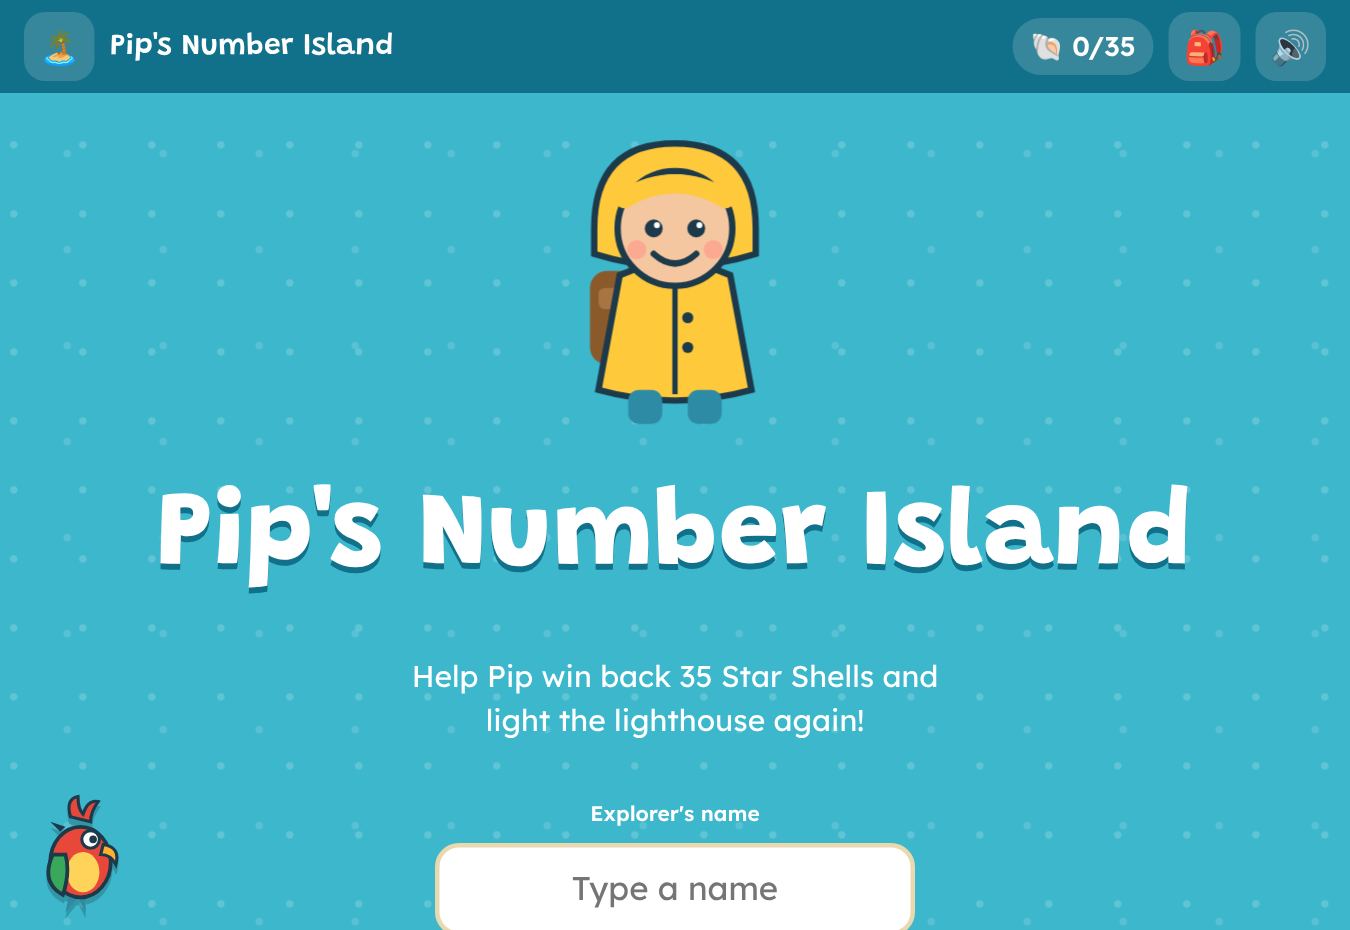 Pip's Number Island
0/35
Pip's Number Island
Help Pip win back 35 Star Shells and
light the lighthouse again!
Explorer's name
Type a name